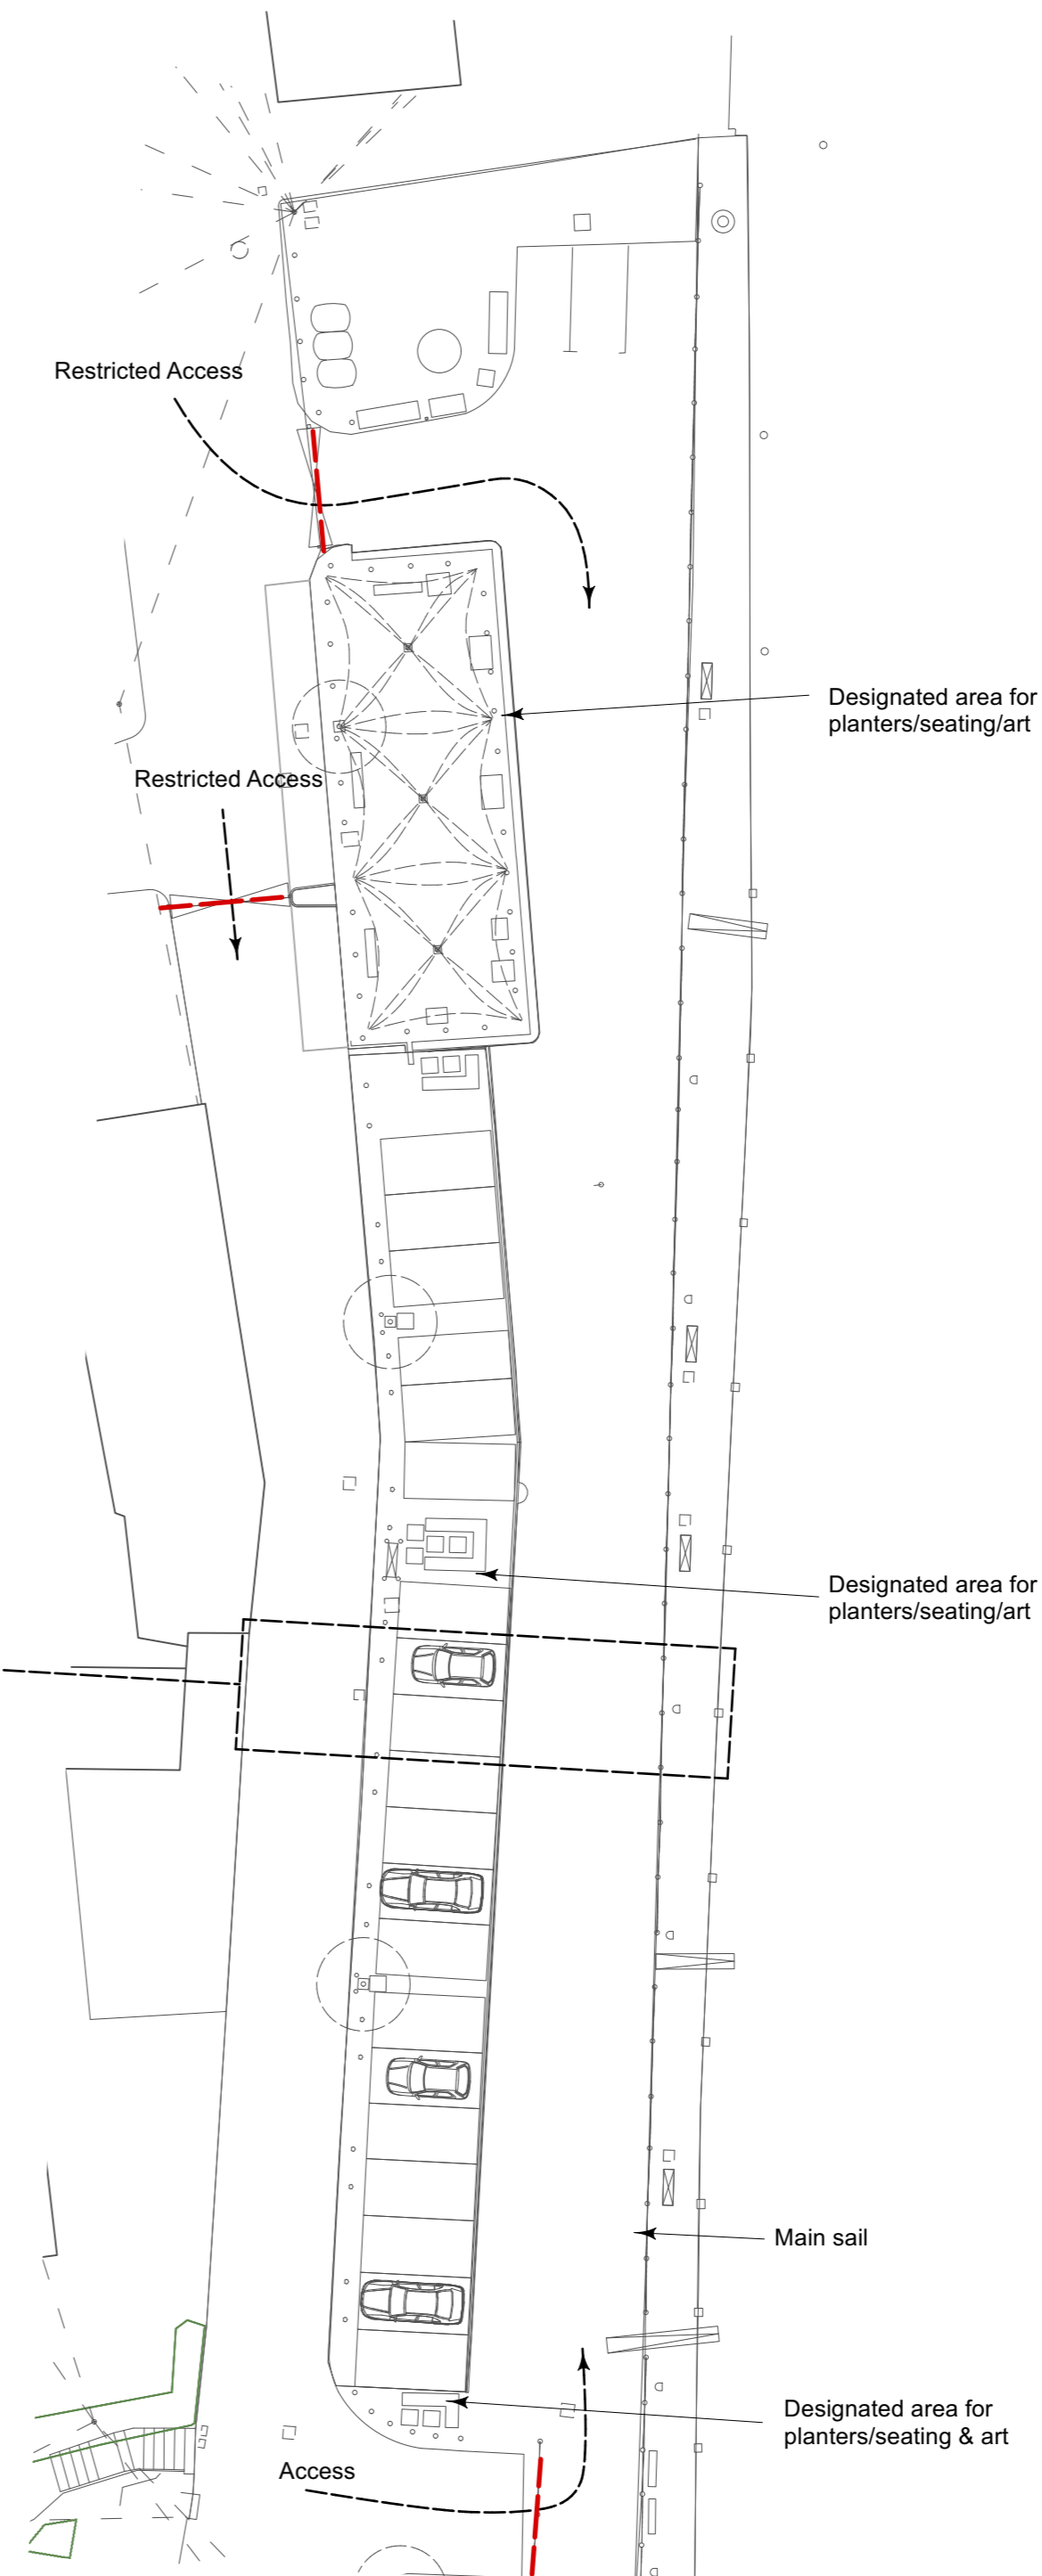 Restricted Access
Designated area for
planters/seating/art
Restricted Access
Designated area for
planters/seating/art
Main sail
Designated area for
planters/seating & art
Access